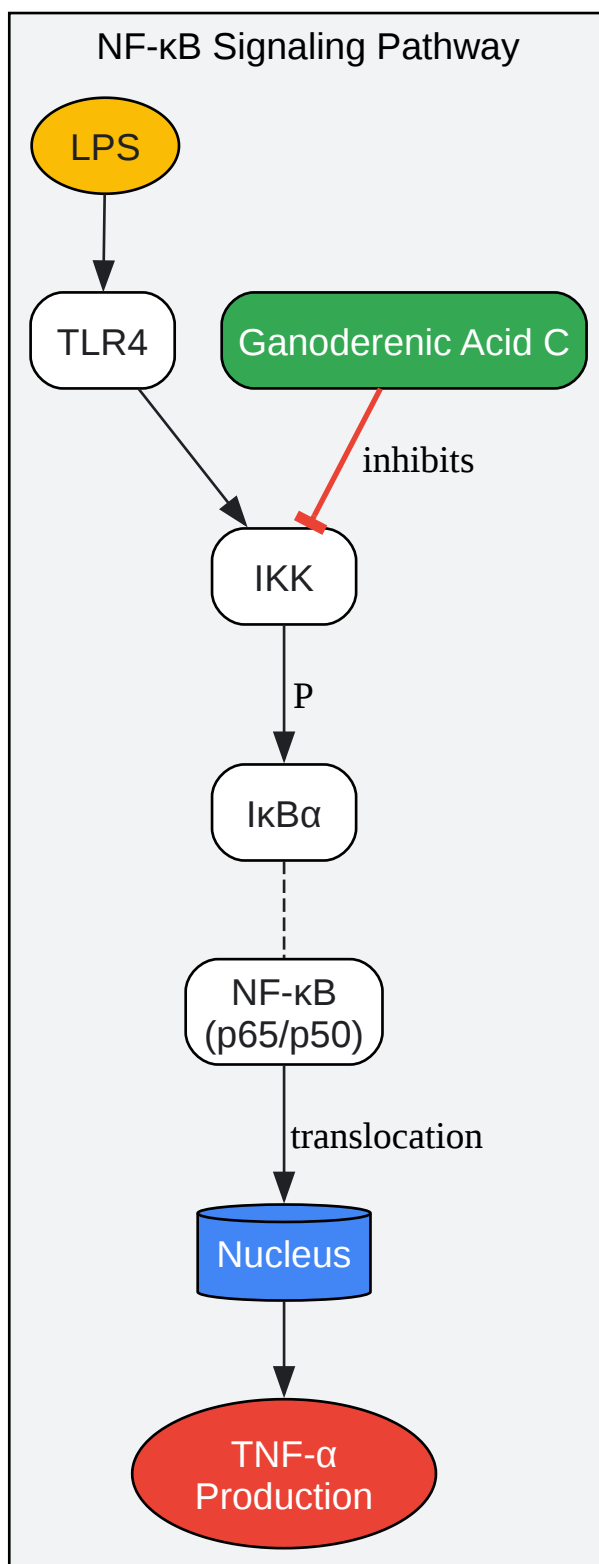 NF-κB Signaling Pathway
LPS
TLR4
Ganoderenic Acid C
inhibits
IKK
P
IκBα
NF-κB
(p65/p50)
translocation
Nucleus
TNF-α
Production